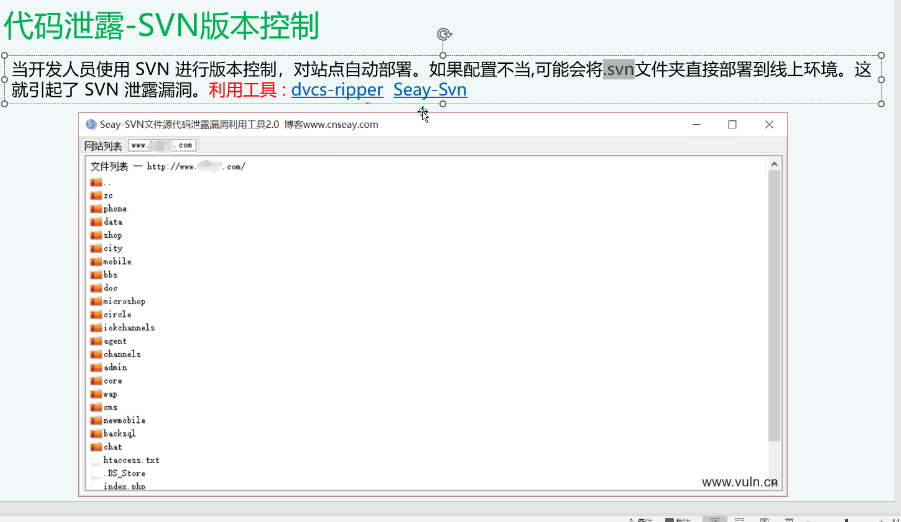 代码泄露-SVN版本控制
当开发人员使用 SVN 进行版本控制，对站点自动部署。如果配置不当,可能会将.svn文件夹直接部署到线上环境。这
就引起了 SVN 泄露漏洞。利用工具 : dvcs-ripper Seay-Svn
Seay-SVN文件源代码泄露漏洞利用工具2.0 博客www.cnseay.com
网站列表 www. .com
文件列表 — http://www. .com/
..
zc
phone
data
shop
city
mobile
bbs
doc
microshop
circle
iokchannels
agent
channels
admin
core
wap
cms
newmobile
backsql
chat
htaccess.txt
.DS_Store
index.php
www.vuln.cn